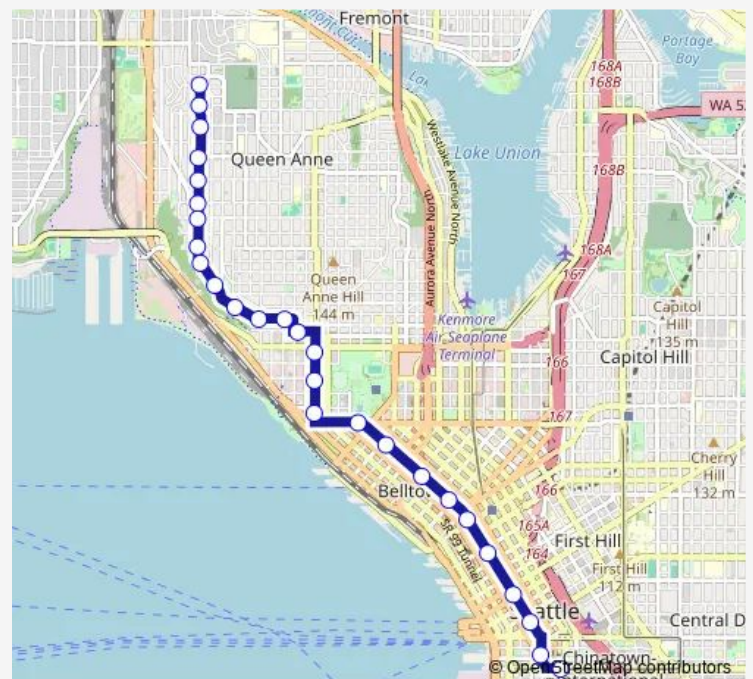 Fremont
Portage
Bay
168A
168B
WA 5
Lake Union
Westlake Avenue North
Queen Anne
168B
Aurora Avenue North
168A
167
Queen
Anne Hill
144 m
Kenmore
Air Seaplane
Terminal
Capitol
Hill
135 m
166
Capitol Hill
167
Cherry
Hill
132 m
Bellto
166
165A
SR 99 Tunnel
First Hill
164
First Hill
112 m
attle
Central D
Chinatown-
International
© OpenStreetMap contributors